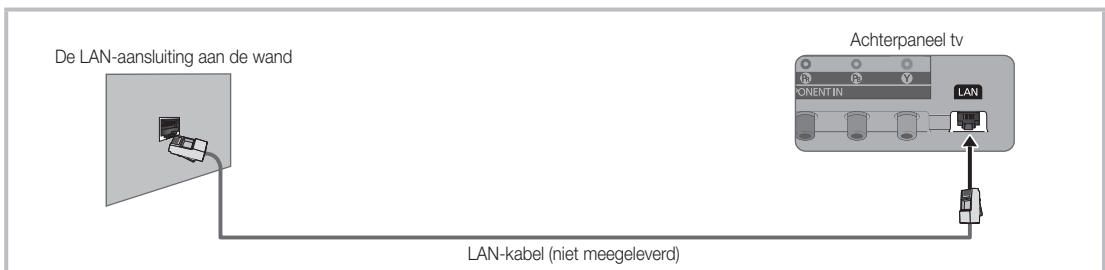 De LAN-aansluiting aan de wand
Achterpaneel tv
PR PB Y
PONENT IN
LAN
LAN-kabel (niet meegeleverd)